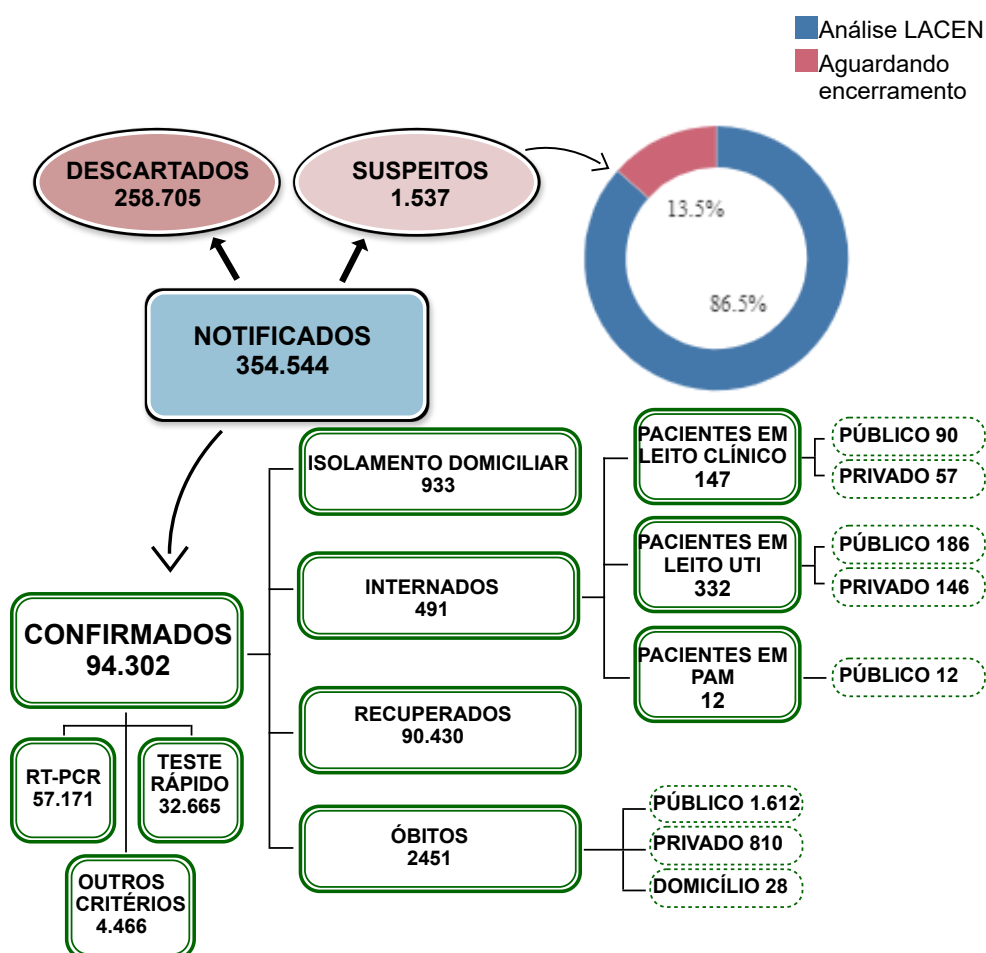 Análise LACEN
Aguardando
encerramento
DESCARTADOS
258.705
SUSPEITOS
1.537
13.5%
86.5%
NOTIFICADOS
354.544
CONFIRMADOS
94.302
RT-PCR
57.171
TESTE
RÁPIDO
32.665
OUTROS
CRITÉRIOS
4.466
ISOLAMENTO DOMICILIAR
933
INTERNADOS
491
RECUPERADOS
90.430
ÓBITOS
2451
PACIENTES EM
LEITO CLÍNICO
147
PÚBLICO 90
PRIVADO 57
PACIENTES EM
LEITO UTI
332
PÚBLICO 186
PRIVADO 146
PACIENTES EM
PAM
12
PÚBLICO 12
PÚBLICO 1.612
PRIVADO 810
DOMICÍLIO 28